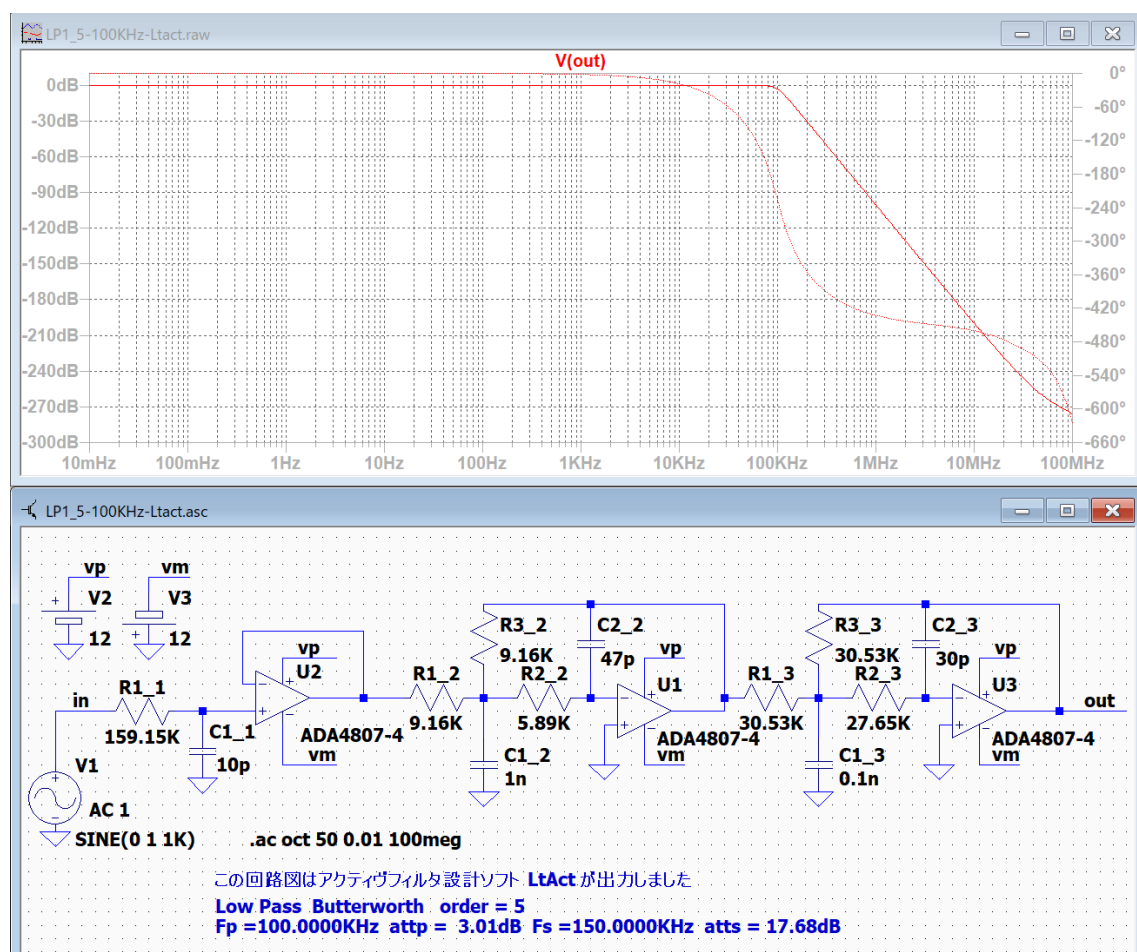 LP1_5-100KHz-Ltact.raw
V(out)
0dB
-30dB
-60dB
-90dB
-120dB
-150dB
-180dB
-210dB
-240dB
-270dB
-300dB
0°
-60°
-120°
-180°
-240°
-300°
-360°
-420°
-480°
-540°
-600°
-660°
10mHz 100mHz 1Hz 10Hz 100Hz 1KHz 10KHz 100KHz 1MHz 10MHz 100MHz
LP1_5-100KHz-Ltact.asc
vp
V2
12
vm
V3
12
in
R1_1
159.15K
C1_1
10p
V1
AC 1
SINE(0 1 1K)
vp
U2
ADA4807-4
vm
R1_2
9.16K
R3_2
9.16K
R2_2
5.89K
C2_2
47p
C1_2
1n
vp
U1
ADA4807-4
vm
R1_3
30.53K
R3_3
30.53K
R2_3
27.65K
C2_3
30p
C1_3
0.1n
vp
U3
ADA4807-4
vm
out
.ac oct 50 0.01 100meg
この回路図はアクティヴフィルタ設計ソフト LtAct が出力しました
Low Pass Butterworth order = 5
Fp =100.0000KHz attp = 3.01dB Fs =150.0000KHz atts = 17.68dB